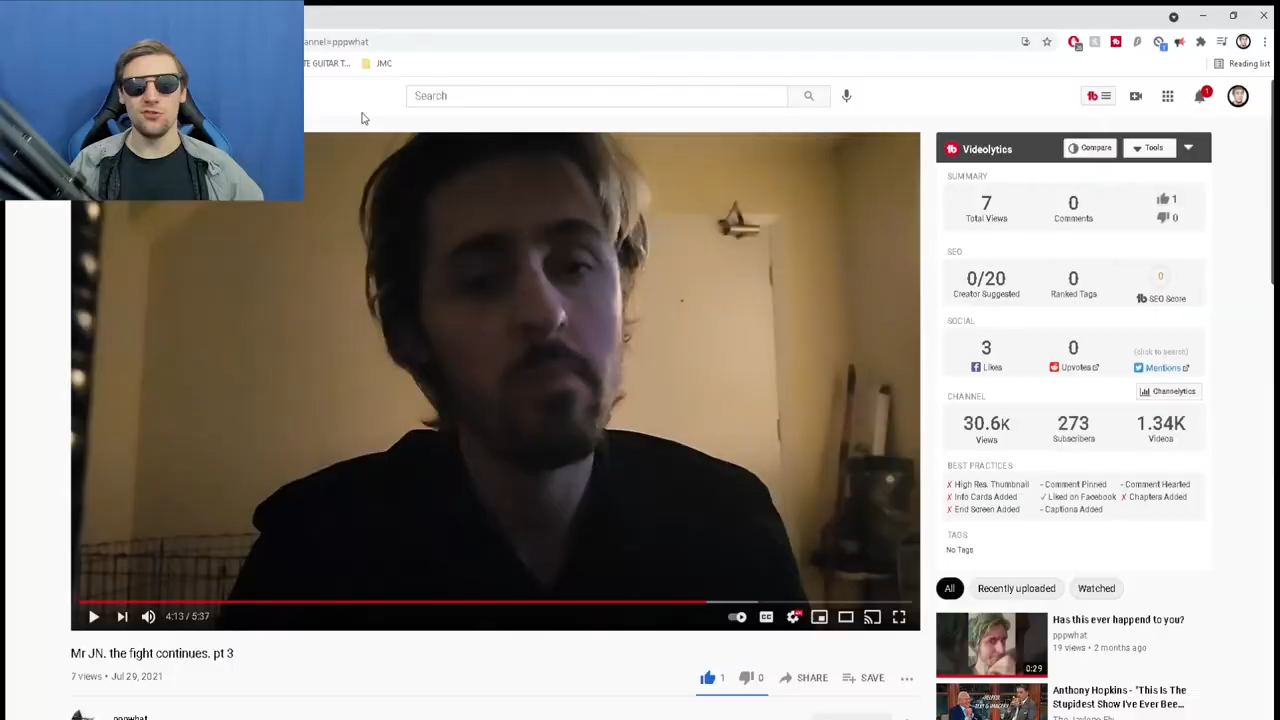 annel=pppwhat
TE GUITAR T... JMC
Reading list
Search
1
Videolytics Compare Tools
SUMMARY
7 0 1
Total Views Comments 0
SEO
0/20 0 0
Creator Suggested Ranked Tags tb SEO Score
SOCIAL
3 0 (click to search)
Likes Upvotes Mentions
CHANNEL Channelytics
30.6K 273 1.34K
Views Subscribers Videos
BEST PRACTICES
✗ High Res. Thumbnail – Comment Pinned – Comment Hearted
✗ Info Cards Added ✓ Liked on Facebook ✗ Chapters Added
✗ End Screen Added – Captions Added
TAGS
No Tags
All Recently uploaded Watched
4:13 / 5:37
Has this ever happend to you?
pppwhat
19 views • 2 months ago
0:29
Mr JN. the fight continues. pt 3
7 views • Jul 29, 2021
1 0 SHARE SAVE
Anthony Hopkins - "This Is The
Stupidest Show I've Ever Bee...
pppwhat